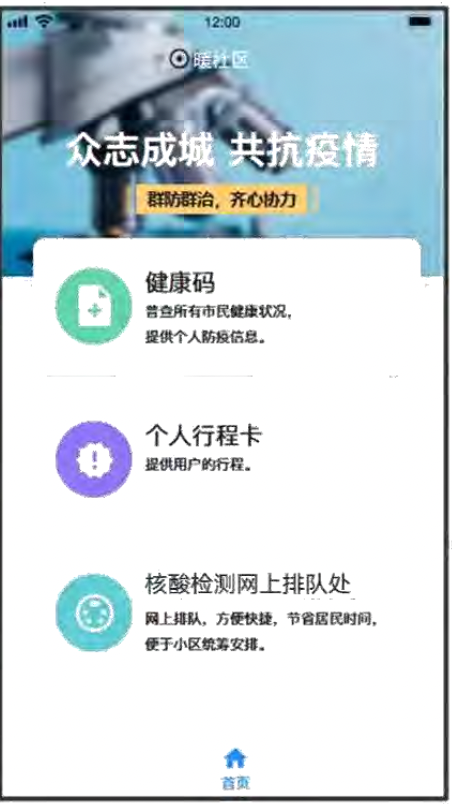 12:00
暖社区
众志成城 共抗疫情
群防群治，齐心协力
健康码
普查所有市民健康状况，
提供个人防疫信息。
个人行程卡
提供用户的行程。
核酸检测网上排队处
网上排队，方便快捷，节省居民时间，
便于小区统筹安排。
首页